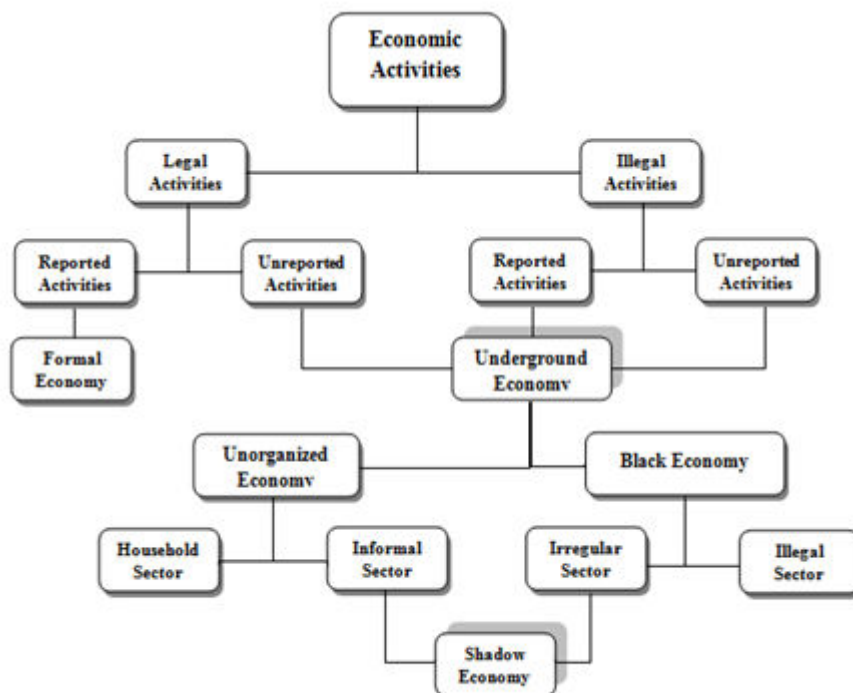 Economic
Activities
Legal
Activities
Illegal
Activities
Reported
Activities
Unreported
Activities
Reported
Activities
Unreported
Activities
Formal
Economy
Underground
Economy
Unorganized
Economy
Black Economy
Household
Sector
Informal
Sector
Irregular
Sector
Illegal
Sector
Shadow
Economy